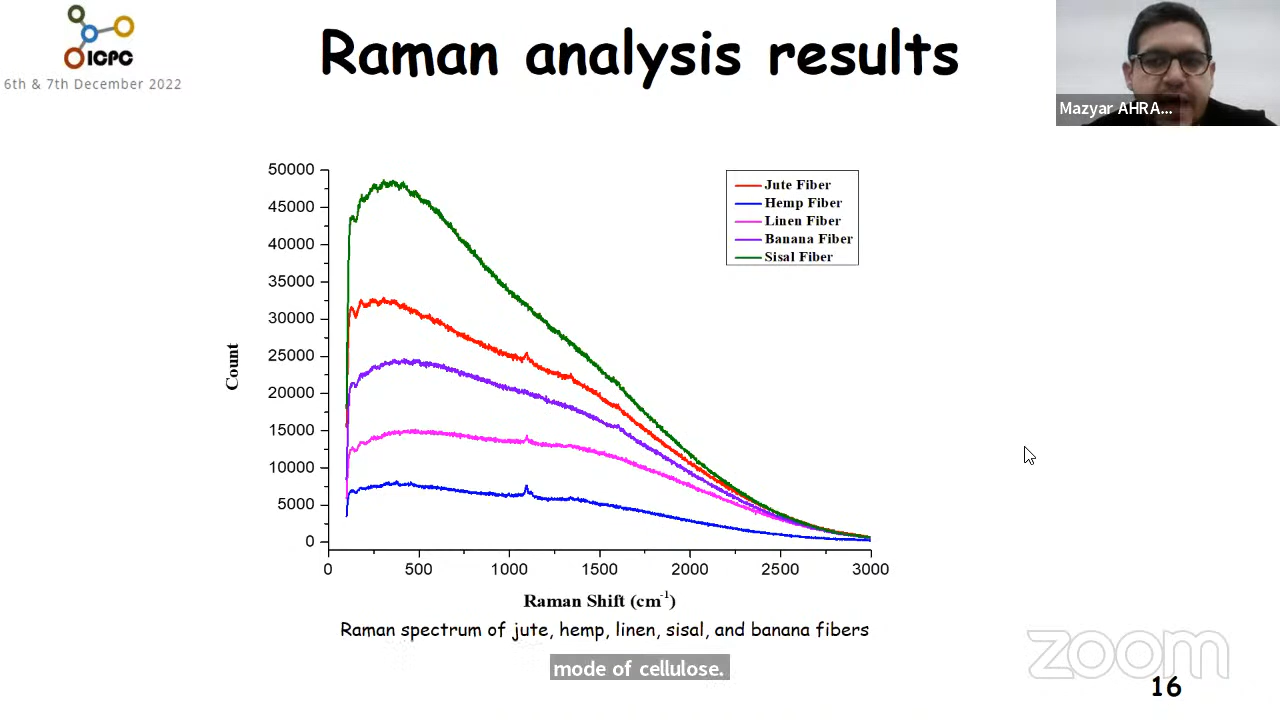 ICPC
6th & 7th December 2022
Raman analysis results
Mazyar AHRA...
50000
45000
40000
35000
30000
25000
20000
15000
10000
5000
0
Count
Jute Fiber
Hemp Fiber
Linen Fiber
Banana Fiber
Sisal Fiber
0 500 1000 1500 2000 2500 3000
Raman Shift (cm⁻¹)
Raman spectrum of jute, hemp, linen, sisal, and banana fibers
mode of cellulose.
zoom
16